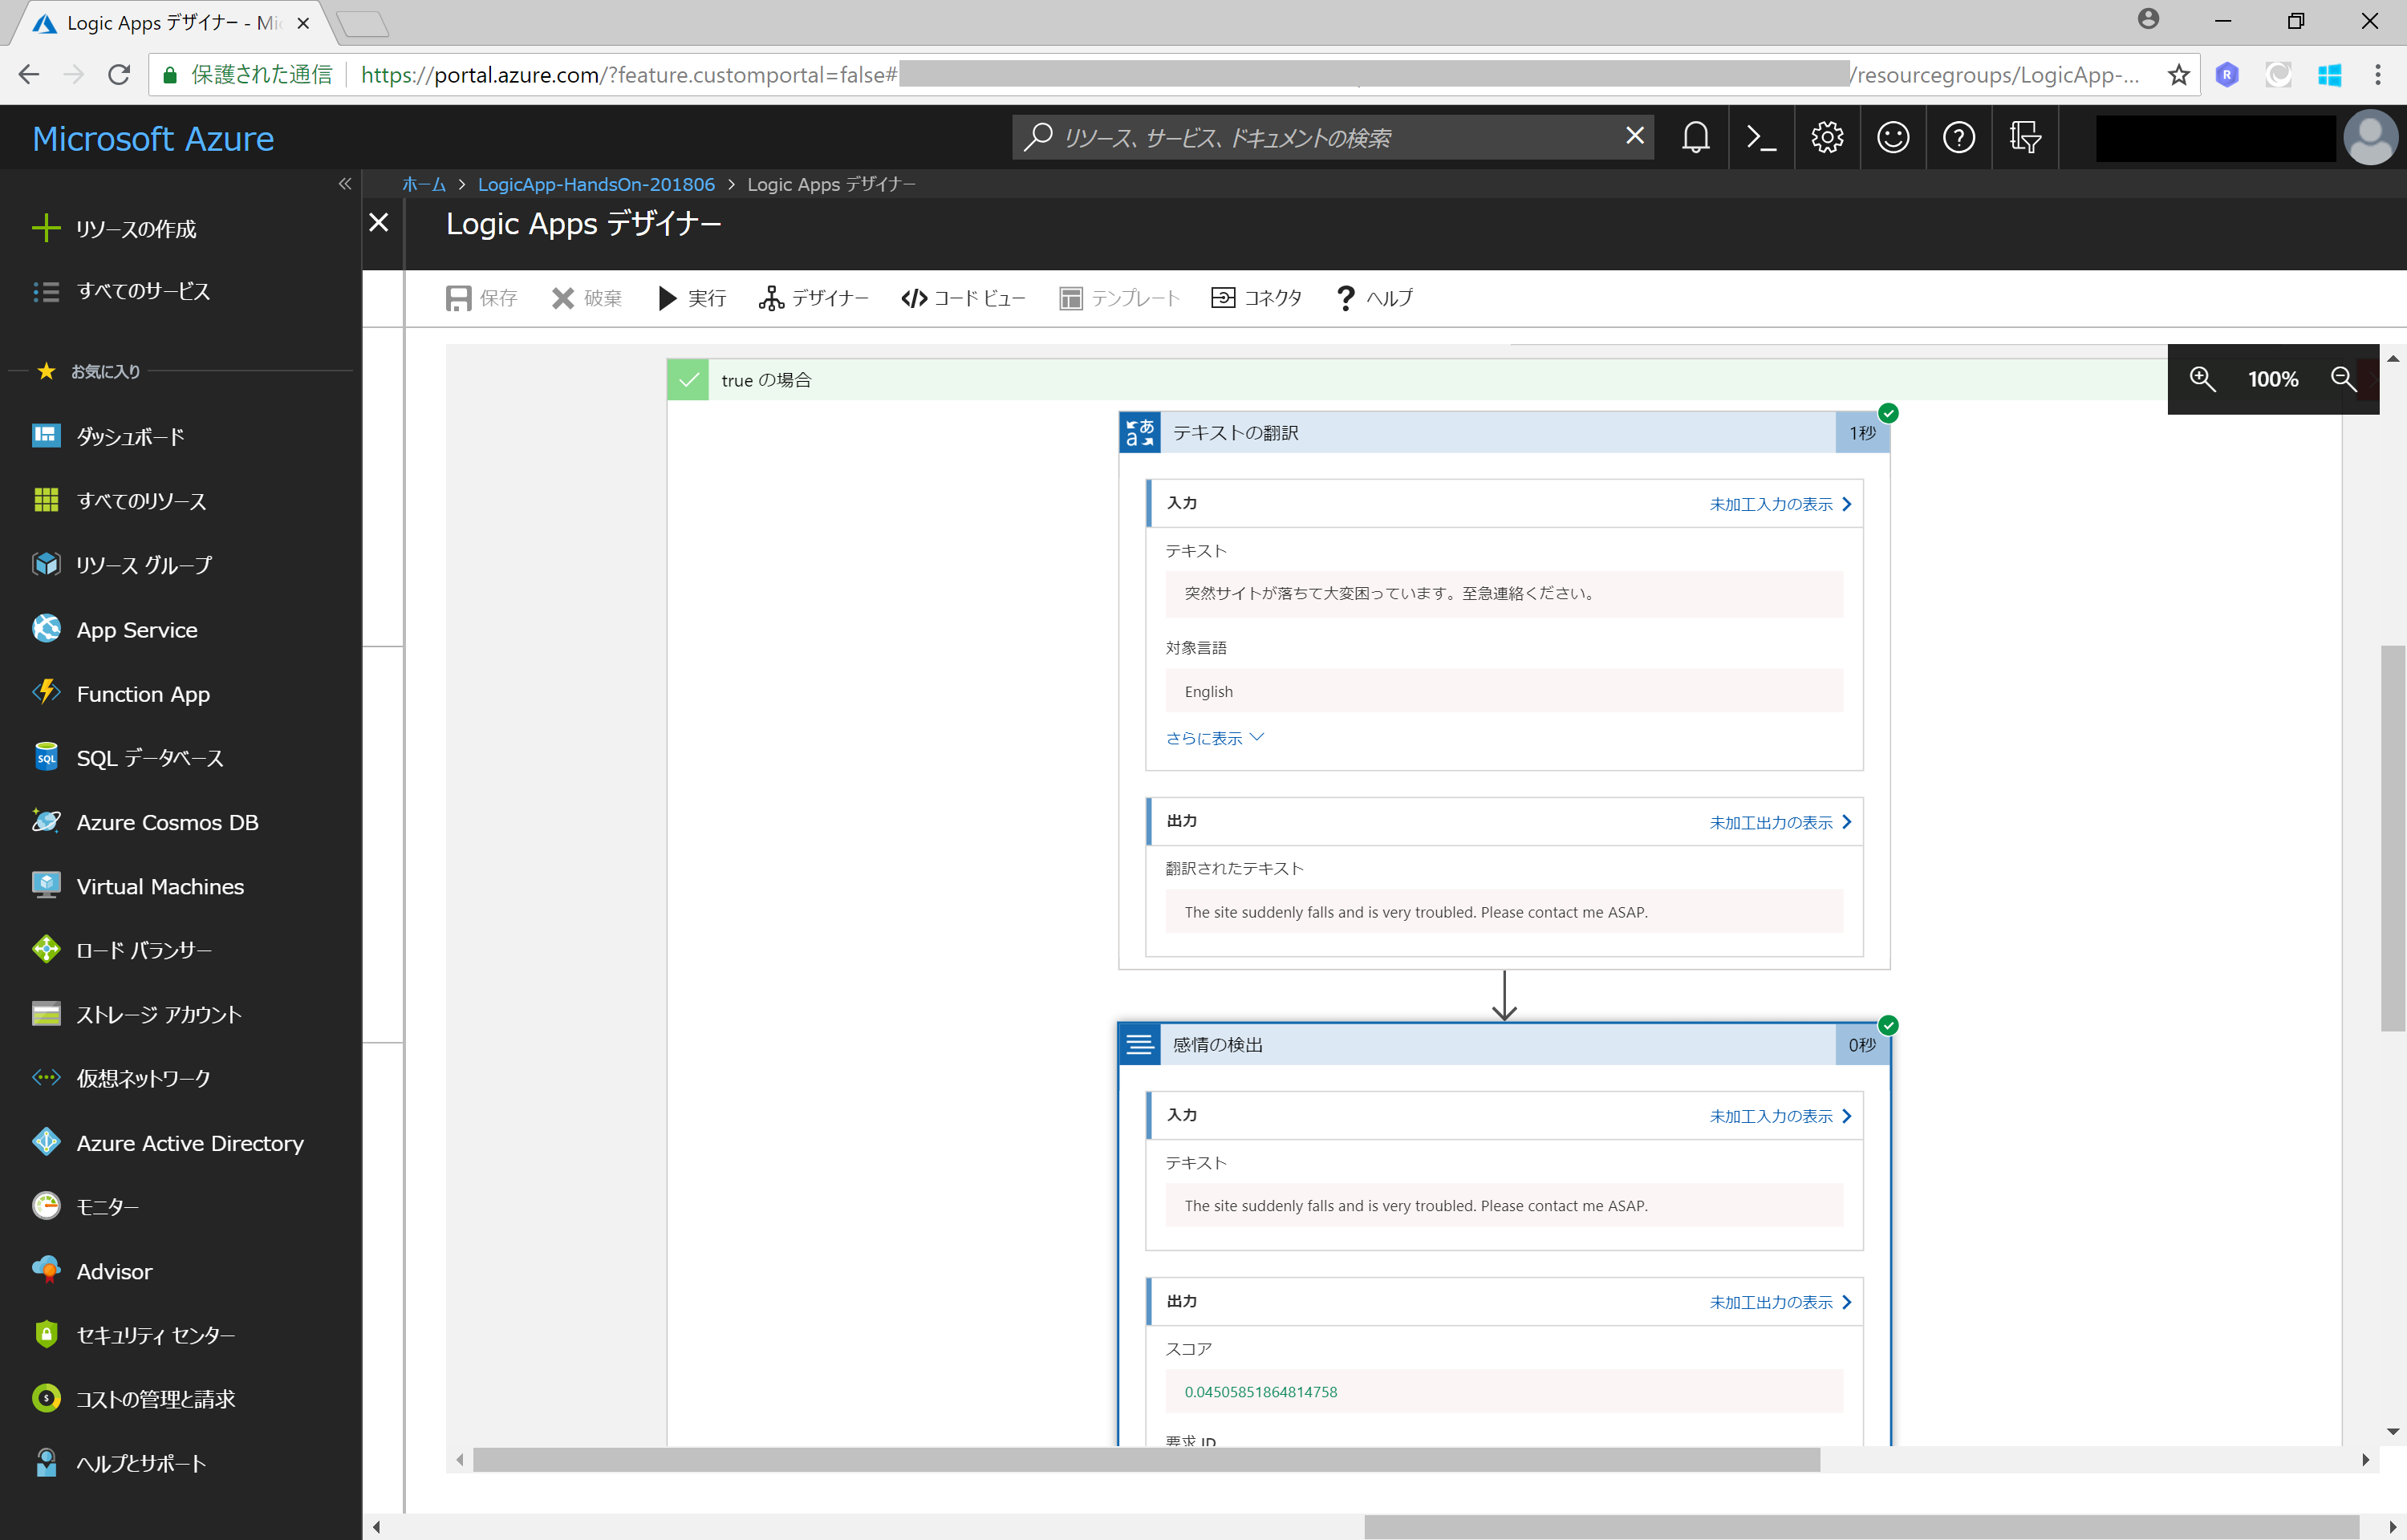 Logic Apps デザイナー - Mi
保護された通信
https://portal.azure.com/?feature.customportal=false#
/resourcegroups/LogicApp-...
Microsoft Azure
リソース、サービス、ドキュメントの検索
ホーム > LogicApp-HandsOn-201806 > Logic Apps デザイナー
Logic Apps デザイナー
リソースの作成
すべてのサービス
お気に入り
ダッシュボード
すべてのリソース
リソース グループ
App Service
Function App
SQL データベース
Azure Cosmos DB
Virtual Machines
ロード バランサー
ストレージ アカウント
仮想ネットワーク
Azure Active Directory
モニター
Advisor
セキュリティ センター
コストの管理と請求
ヘルプとサポート
保存 破棄 実行 デザイナー コード ビュー テンプレート コネクタ ヘルプ
true の場合
100%
テキストの翻訳
1秒
入力
未加工入力の表示
テキスト
突然サイトが落ちて大変困っています。至急連絡ください。
対象言語
English
さらに表示
出力
未加工出力の表示
翻訳されたテキスト
The site suddenly falls and is very troubled. Please contact me ASAP.
感情の検出
0秒
入力
未加工入力の表示
テキスト
The site suddenly falls and is very troubled. Please contact me ASAP.
出力
未加工出力の表示
スコア
0.04505851864814758
要求 ID